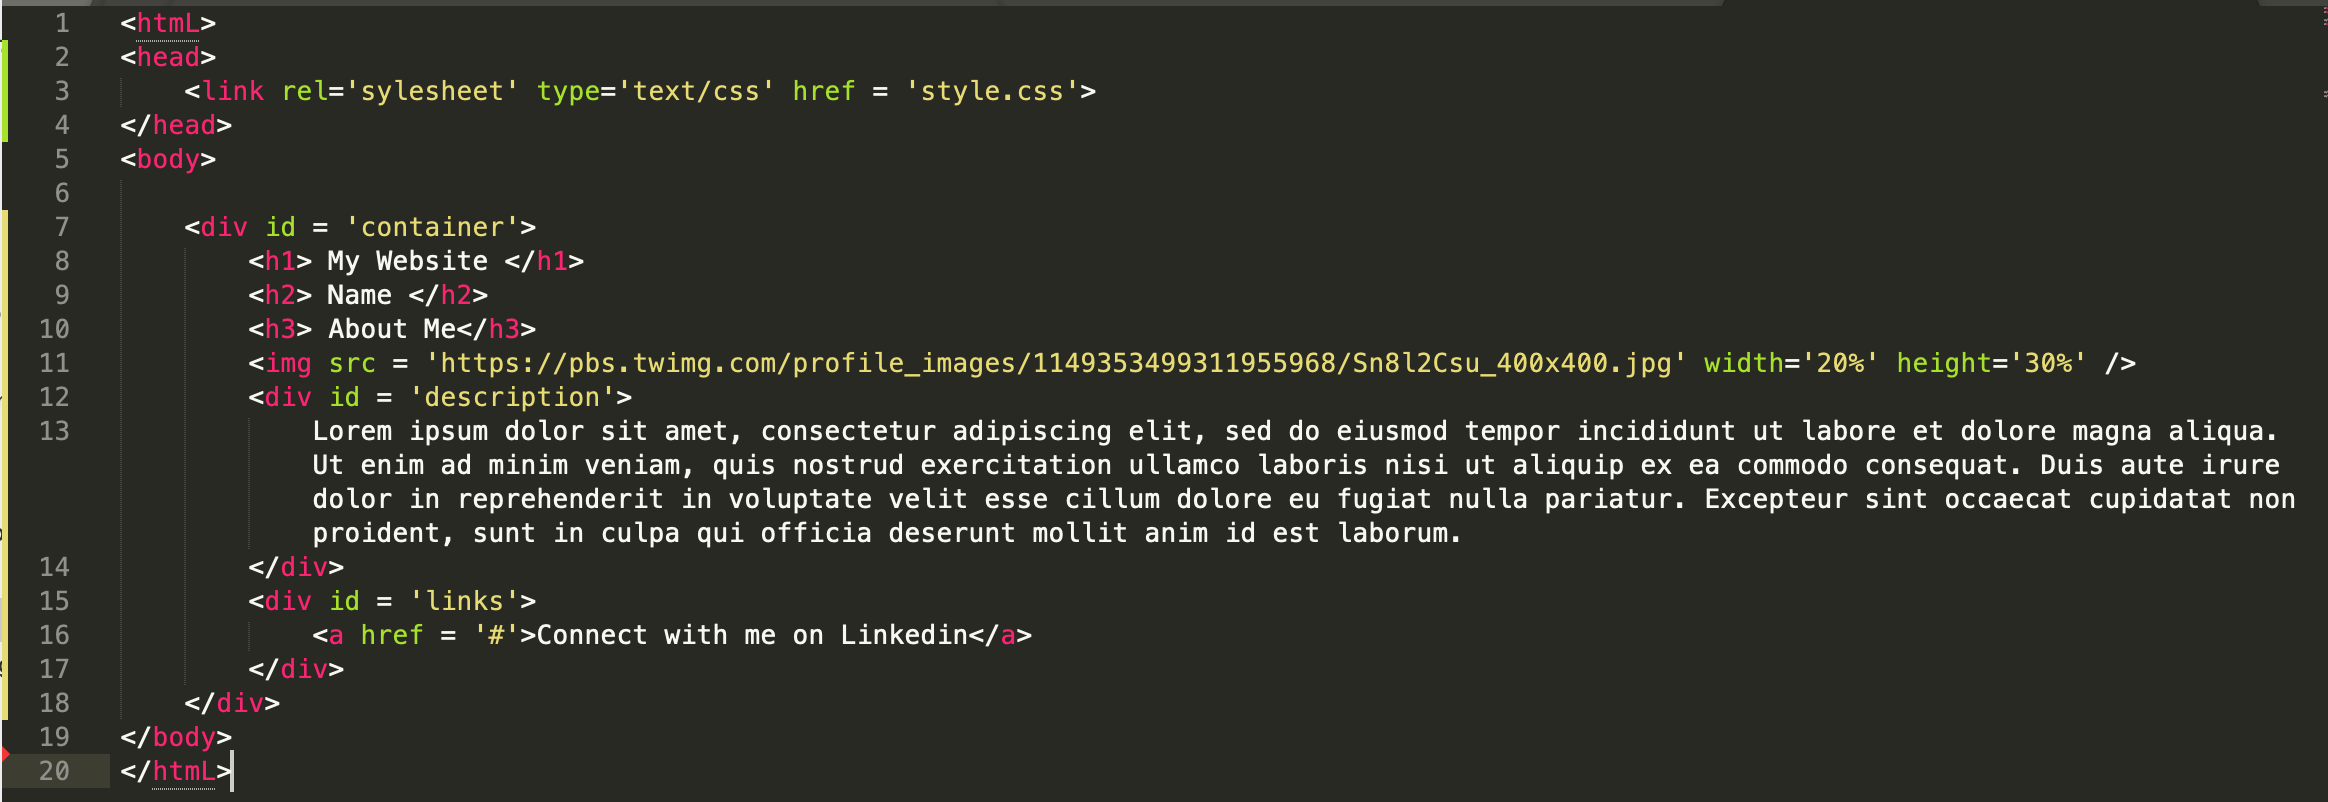 1 <htmL>
2 <head>
3 <link rel='sylesheet' type='text/css' href = 'style.css'>
4 </head>
5 <body>
6
7 <div id = 'container'>
8 <h1> My Website </h1>
9 <h2> Name </h2>
10 <h3> About Me</h3>
11 <img src = 'https://pbs.twimg.com/profile_images/1149353499311955968/Sn8l2Csu_400x400.jpg' width='20%' height='30%' />
12 <div id = 'description'>
13 Lorem ipsum dolor sit amet, consectetur adipiscing elit, sed do eiusmod tempor incididunt ut labore et dolore magna aliqua.
Ut enim ad minim veniam, quis nostrud exercitation ullamco laboris nisi ut aliquip ex ea commodo consequat. Duis aute irure
dolor in reprehenderit in voluptate velit esse cillum dolore eu fugiat nulla pariatur. Excepteur sint occaecat cupidatat non
proident, sunt in culpa qui officia deserunt mollit anim id est laborum.
14 </div>
15 <div id = 'links'>
16 <a href = '#'>Connect with me on Linkedin</a>
17 </div>
18 </div>
19 </body>
20 </htmL>